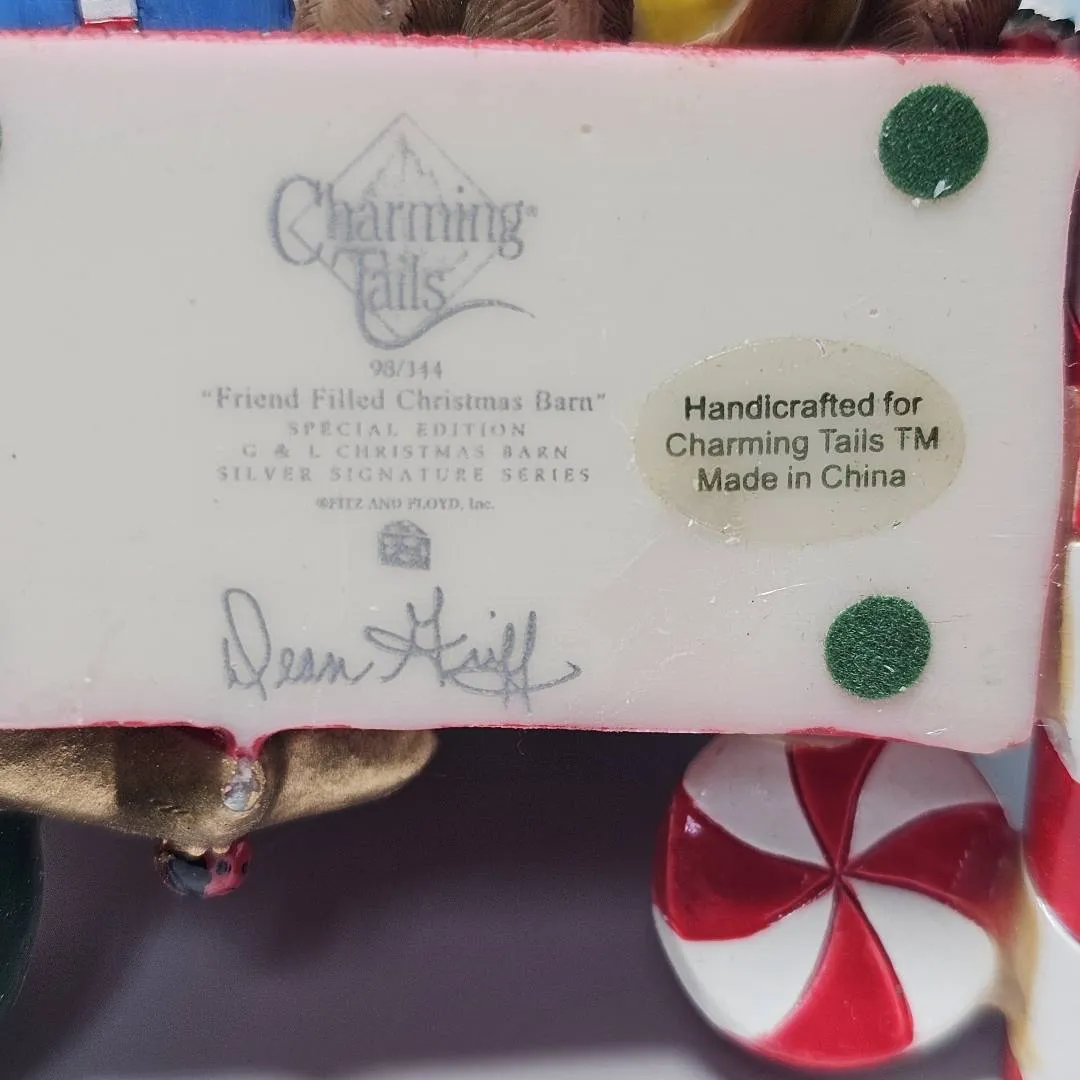 Charming®
Tails
98/344
"Friend Filled Christmas Barn"
SPECIAL EDITION
G & L CHRISTMAS BARN
SILVER SIGNATURE SERIES
©FITZ AND FLOYD, Inc.
Dean Griff
Handicrafted for
Charming Tails TM
Made in China